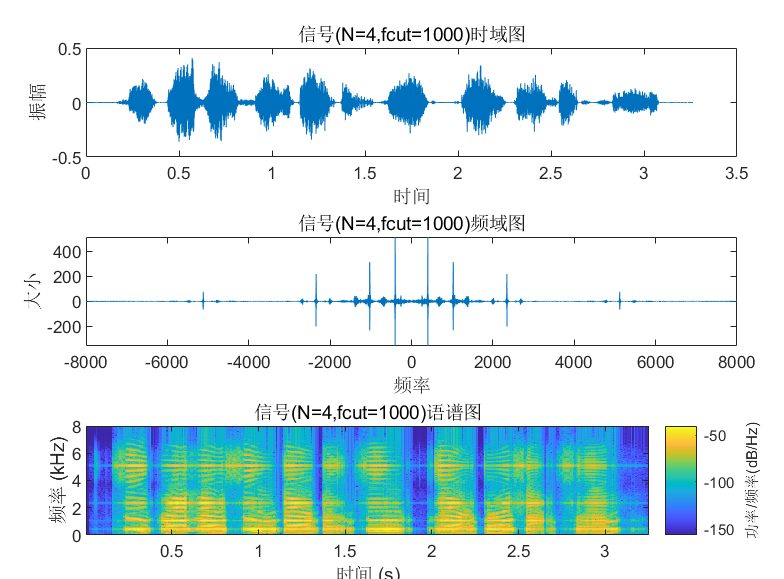 信号(N=4,fcut=1000)时域图
0.5
0
-0.5
振幅
0 0.5 1 1.5 2 2.5 3 3.5
时间
信号(N=4,fcut=1000)频域图
400
200
0
-200
大小
-8000 -6000 -4000 -2000 0 2000 4000 6000 8000
频率
信号(N=4,fcut=1000)语谱图
8
6
4
2
0
频率 (kHz)
0.5 1 1.5 2 2.5 3
时间 (s)
-50
-100
-150
功率/频率(dB/Hz)